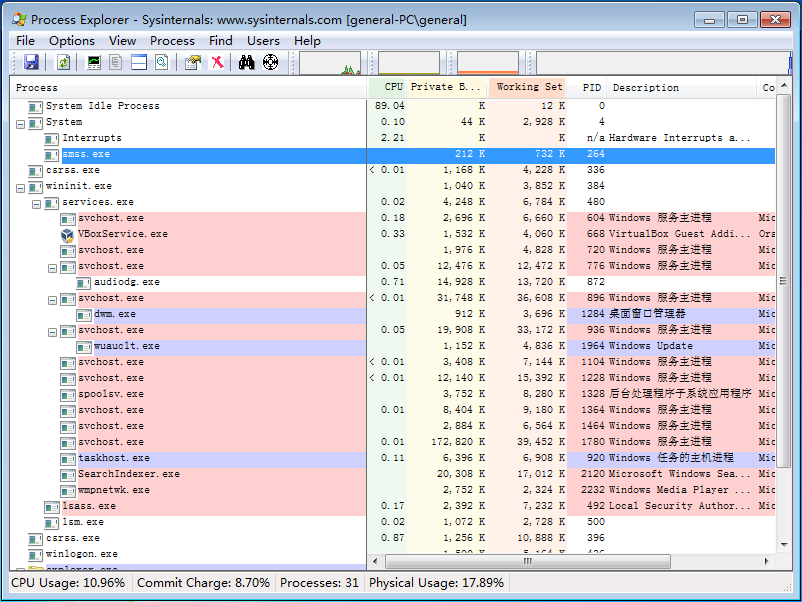 Process Explorer - Sysinternals: www.sysinternals.com [general-PC\general]
File Options View Process Find Users Help
Process CPU Private B... Working Set PID Description Co
System Idle Process 89.04 K 12 K 0
System 0.10 44 K 2,928 K 4
Interrupts 2.21 K K n/a Hardware Interrupts a...
smss.exe 212 K 732 K 264
csrss.exe < 0.01 1,168 K 4,228 K 336
wininit.exe 1,040 K 3,852 K 384
services.exe 0.02 4,248 K 6,784 K 480
svchost.exe 0.18 2,696 K 6,660 K 604 Windows 服务主进程 Mic
VBoxService.exe 0.33 1,532 K 4,060 K 668 VirtualBox Guest Addi... Ora
svchost.exe 1,976 K 4,828 K 720 Windows 服务主进程 Mic
svchost.exe 0.05 12,476 K 12,472 K 776 Windows 服务主进程 Mic
audiodg.exe 0.71 14,928 K 13,720 K 872
svchost.exe < 0.01 31,748 K 36,608 K 896 Windows 服务主进程 Mic
dwm.exe 912 K 3,696 K 1284 桌面窗口管理器 Mic
svchost.exe 0.05 19,908 K 33,172 K 936 Windows 服务主进程 Mic
wuauclt.exe 1,152 K 4,836 K 1964 Windows Update Mic
svchost.exe < 0.01 3,408 K 7,144 K 1104 Windows 服务主进程 Mic
svchost.exe < 0.01 12,140 K 15,392 K 1228 Windows 服务主进程 Mic
spoolsv.exe 3,752 K 8,280 K 1328 后台处理程序子系统应用程序 Mic
svchost.exe 0.01 8,404 K 9,180 K 1364 Windows 服务主进程 Mic
svchost.exe 2,884 K 6,564 K 1464 Windows 服务主进程 Mic
svchost.exe 0.01 172,820 K 39,452 K 1780 Windows 服务主进程 Mic
taskhost.exe 0.11 6,396 K 6,908 K 920 Windows 任务的主机进程 Mic
SearchIndexer.exe 20,308 K 17,012 K 2120 Microsoft Windows Sea... Mic
wmpnetwk.exe 2,752 K 2,324 K 2232 Windows Media Player ... Mic
lsass.exe 0.17 2,392 K 7,232 K 492 Local Security Author... Mic
lsm.exe 0.02 1,072 K 2,728 K 500
csrss.exe 0.87 1,256 K 10,888 K 396
winlogon.exe
explorer.exe
CPU Usage: 10.96% Commit Charge: 8.70% Processes: 31 Physical Usage: 17.89%